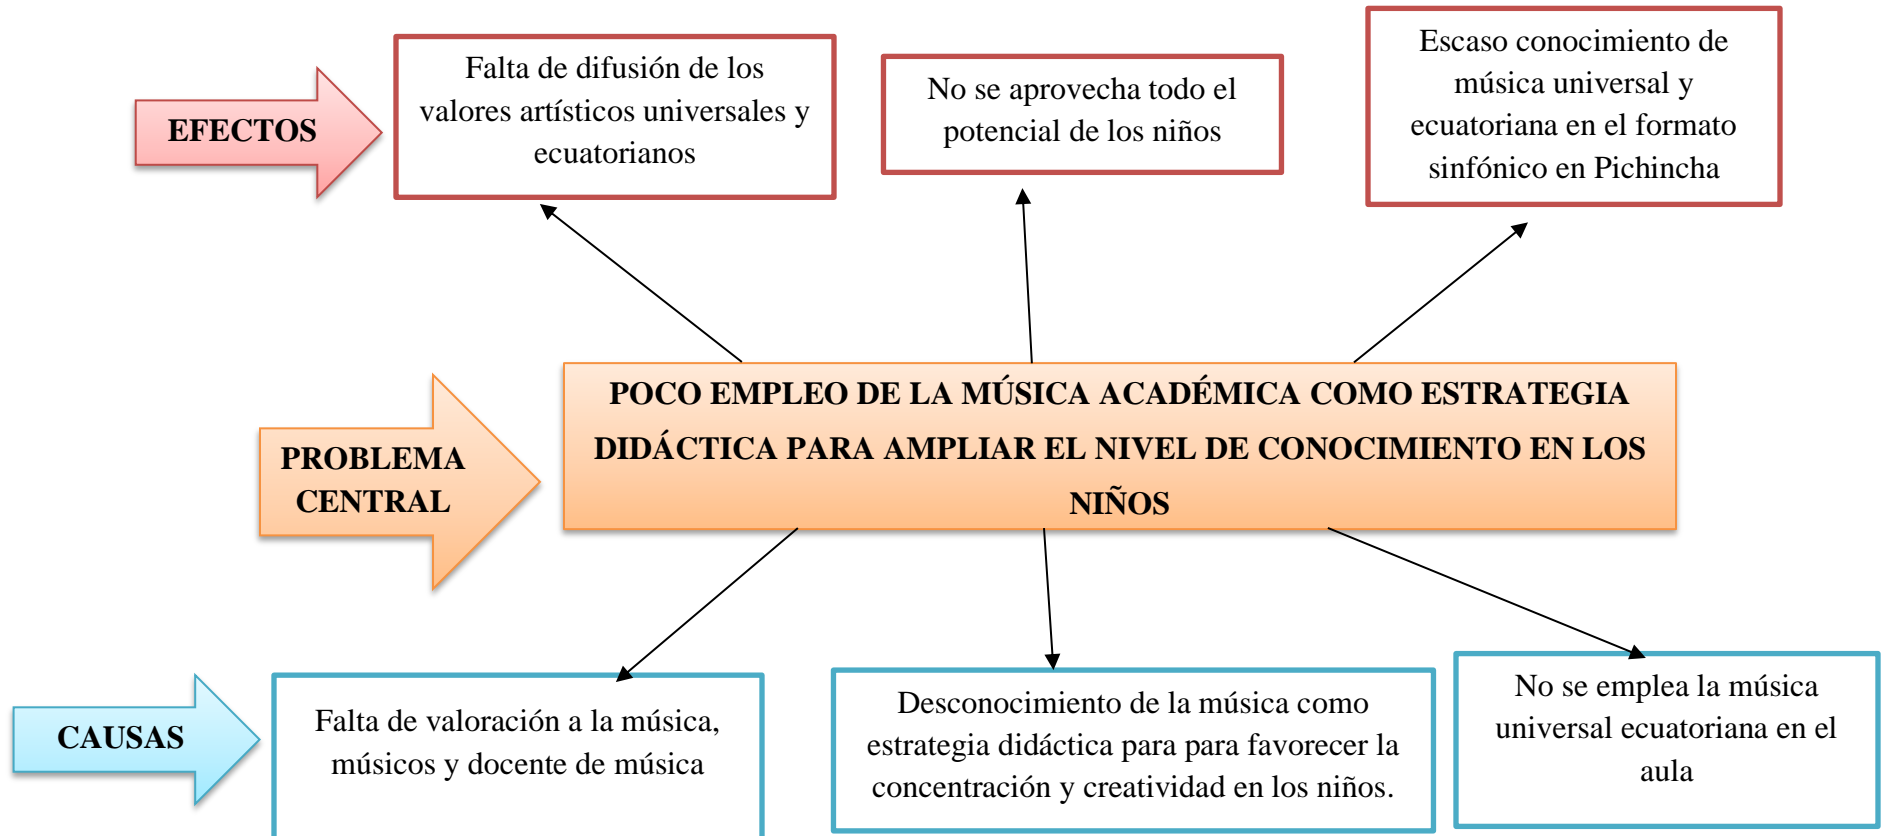 EFECTOS
Falta de difusión de los
valores artísticos universales y
ecuatorianos
No se aprovecha todo el
potencial de los niños
Escaso conocimiento de
música universal y
ecuatoriana en el formato
sinfónico en Pichincha
PROBLEMA
CENTRAL
POCO EMPLEO DE LA MÚSICA ACADÉMICA COMO ESTRATEGIA
DIDÁCTICA PARA AMPLIAR EL NIVEL DE CONOCIMIENTO EN LOS
NIÑOS
CAUSAS
Falta de valoración a la música,
músicos y docente de música
Desconocimiento de la música como
estrategia didáctica para para favorecer la
concentración y creatividad en los niños.
No se emplea la música
universal ecuatoriana en el
aula